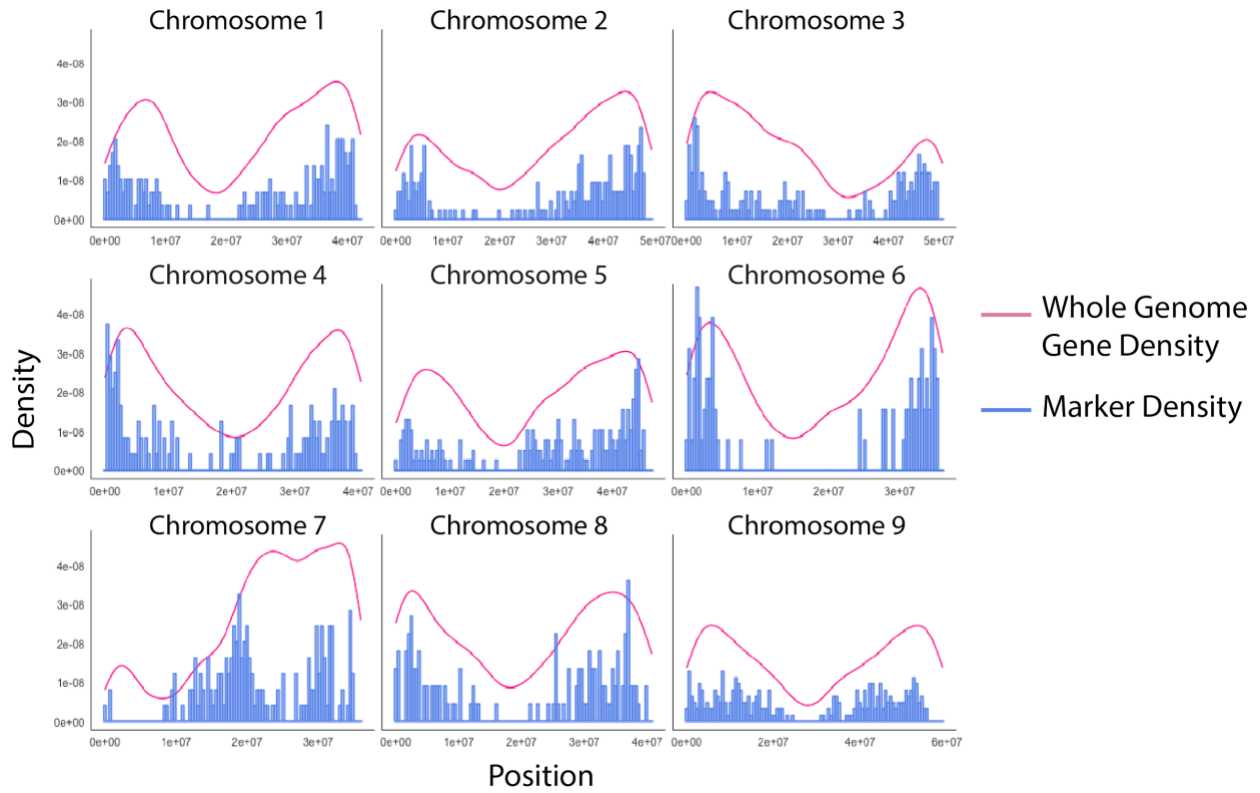 Chromosome 1 Chromosome 2 Chromosome 3
4e-08
3e-08
2e-08
1e-08
0e+00
0e+00 1e+07 2e+07 3e+07 4e+07 0e+00 1e+07 2e+07 3e+07 4e+07 5e+07 0e+00 1e+07 2e+07 3e+07 4e+07 5e+07
Chromosome 4 Chromosome 5 Chromosome 6
4e-08
3e-08
2e-08
1e-08
0e+00
0e+00 1e+07 2e+07 3e+07 4e+07 0e+00 1e+07 2e+07 3e+07 4e+07 0e+00 1e+07 2e+07 3e+07
Chromosome 7 Chromosome 8 Chromosome 9
4e-08
3e-08
2e-08
1e-08
0e+00
0e+00 1e+07 2e+07 3e+07 0e+00 1e+07 2e+07 3e+07 4e+07 0e+00 2e+07 4e+07 6e+07
Density
Position
Whole Genome
Gene Density
Marker Density